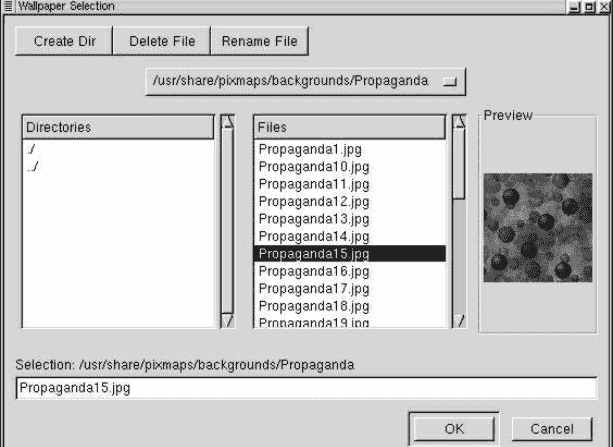 Wallpaper Selection
Create Dir Delete File Rename File
/usr/share/pixmaps/backgrounds/Propaganda
Directories
./
../
Files
Propaganda1.jpg
Propaganda10.jpg
Propaganda11.jpg
Propaganda12.jpg
Propaganda13.jpg
Propaganda14.jpg
Propaganda15.jpg
Propaganda16.jpg
Propaganda17.jpg
Propaganda18.jpg
Propaganda19.jpg
Preview
Selection: /usr/share/pixmaps/backgrounds/Propaganda
Propaganda15.jpg
OK Cancel